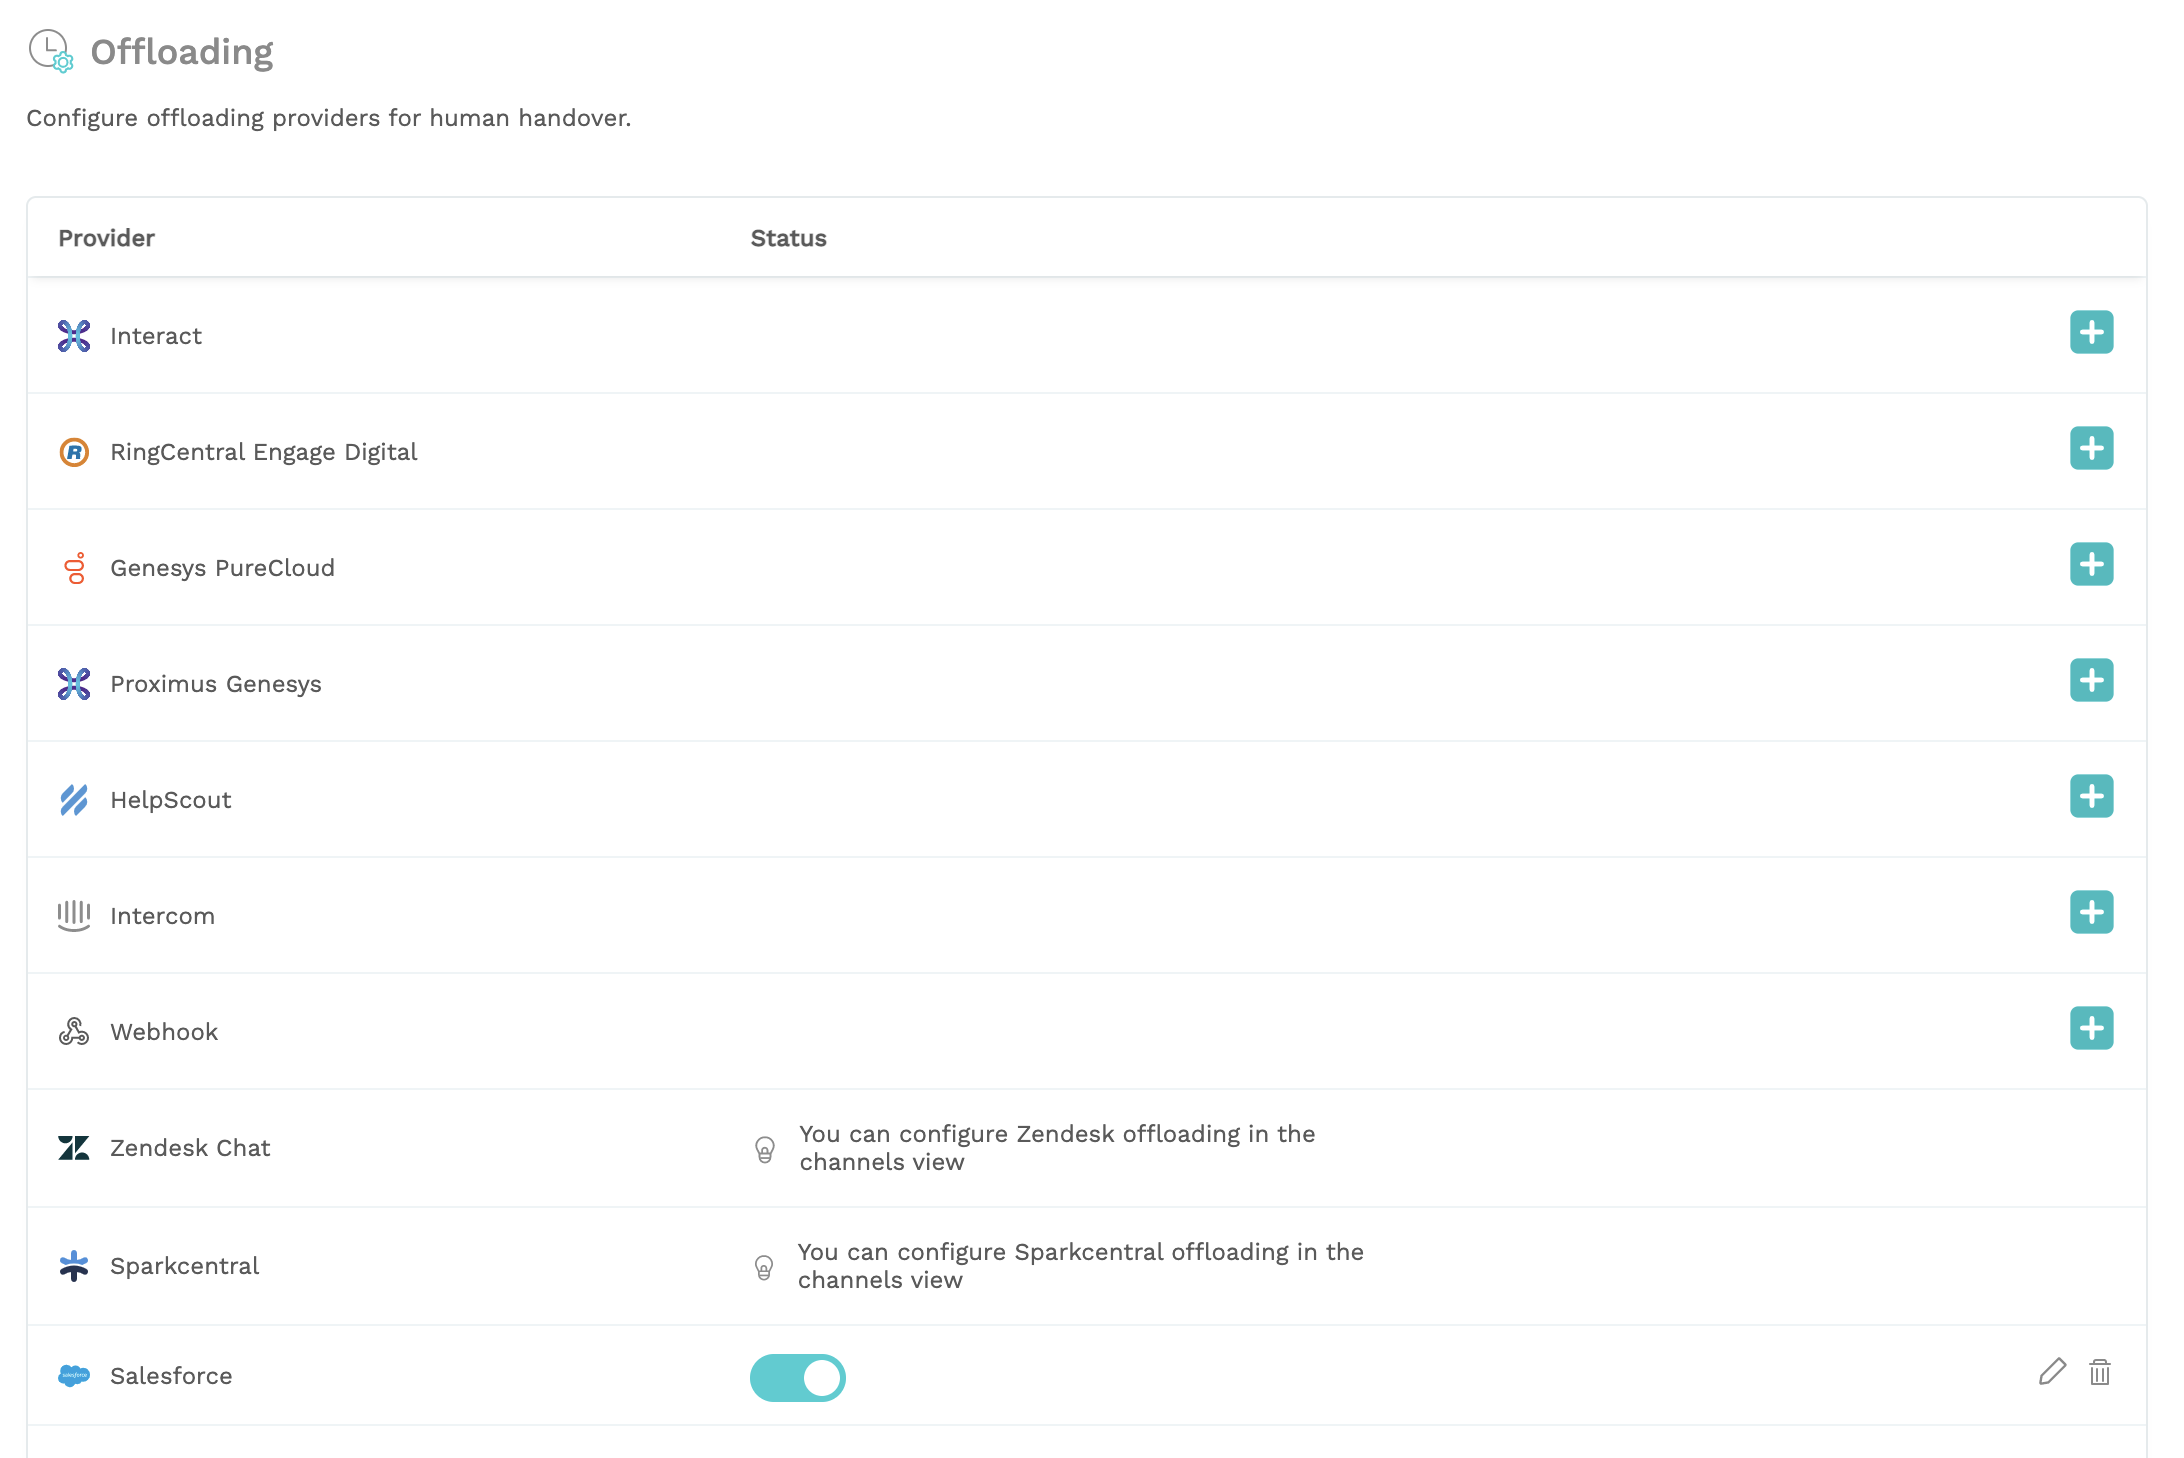 Offloading
Configure offloading providers for human handover.
Provider Status
Interact
RingCentral Engage Digital
Genesys PureCloud
Proximus Genesys
HelpScout
Intercom
Webhook
Zendesk Chat
You can configure Zendesk offloading in the
channels view
Sparkcentral
You can configure Sparkcentral offloading in the
channels view
Salesforce